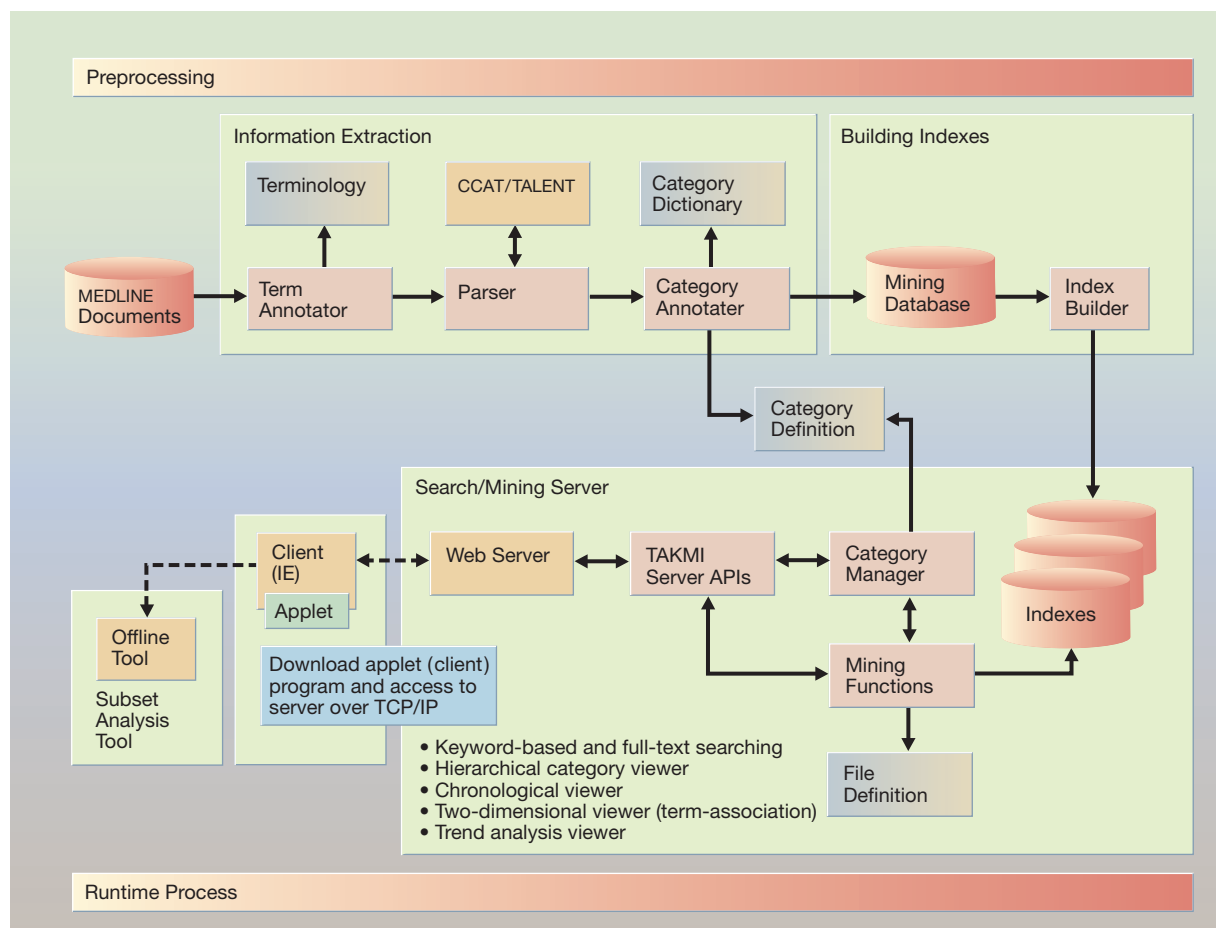 Preprocessing
Information Extraction
Building Indexes
Terminology
CCAT/TALENT
Category
Dictionary
MEDLINE
Documents
Term
Annotator
Parser
Category
Annotater
Mining
Database
Index
Builder
Category
Definition
Search/Mining Server
Client
(IE)
Applet
Web Server
TAKMI
Server APIs
Category
Manager
Indexes
Offline
Tool
Subset
Analysis
Tool
Download applet (client)
program and access to
server over TCP/IP
Mining
Functions
• Keyword-based and full-text searching
• Hierarchical category viewer
• Chronological viewer
• Two-dimensional viewer (term-association)
• Trend analysis viewer
File
Definition
Runtime Process